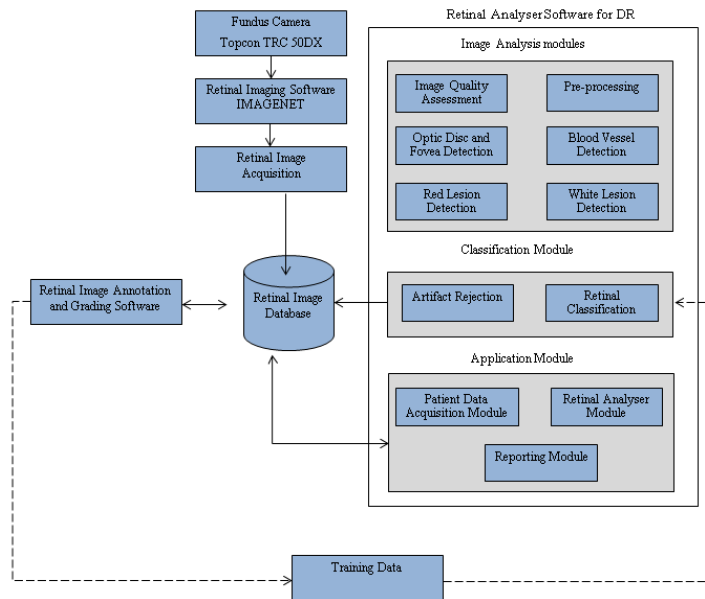 Fundus Camera
Topcon TRC 50DX
Retinal Imaging Software
IMAGENET
Retinal Image
Acquisition
Retinal Image
Database
Retinal Image Annotation
and Grading Software
Retinal Analyser Software for DR
Image Analysis modules
Image Quality
Assessment
Pre-processing
Optic Disc and
Fovea Detection
Blood Vessel
Detection
Red Lesion
Detection
White Lesion
Detection
Classification Module
Artifact Rejection
Retinal
Classification
Application Module
Patient Data
Acquisition Module
Retinal Analyser
Module
Reporting Module
Training Data